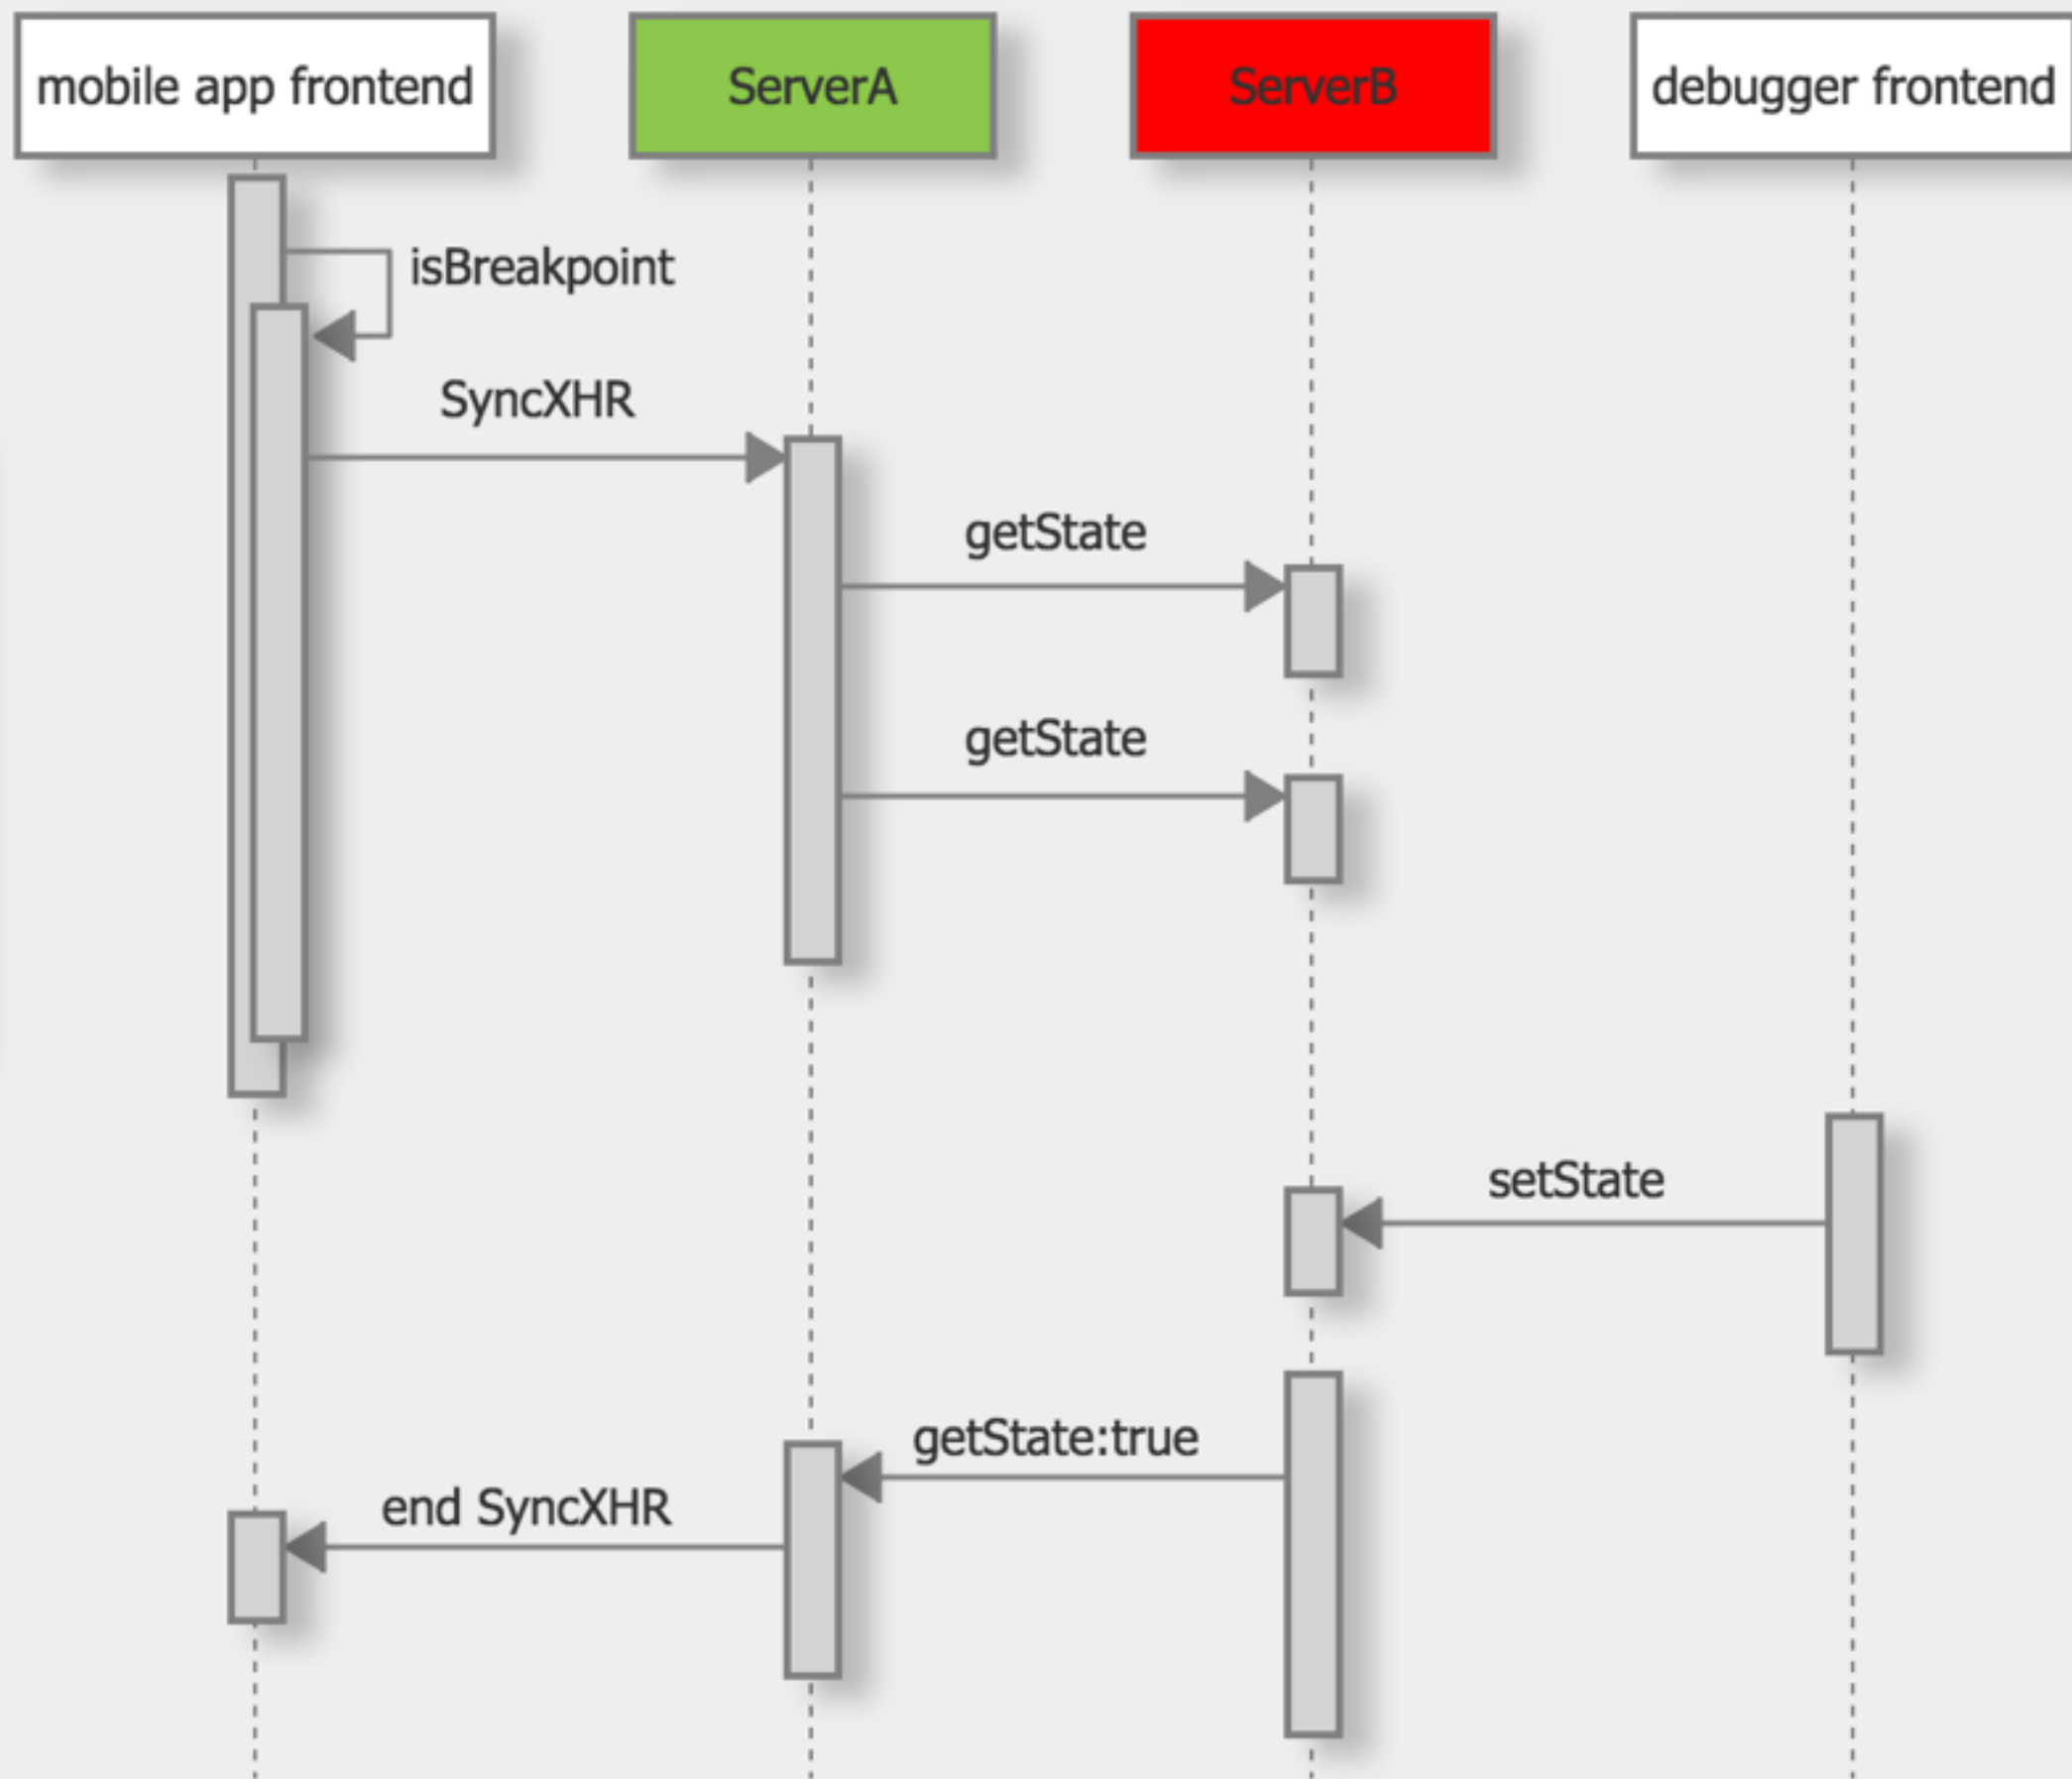 mobile app frontend
ServerA
ServerB
debugger frontend
isBreakpoint
SyncXHR
getState
getState
setState
getState:true
end SyncXHR